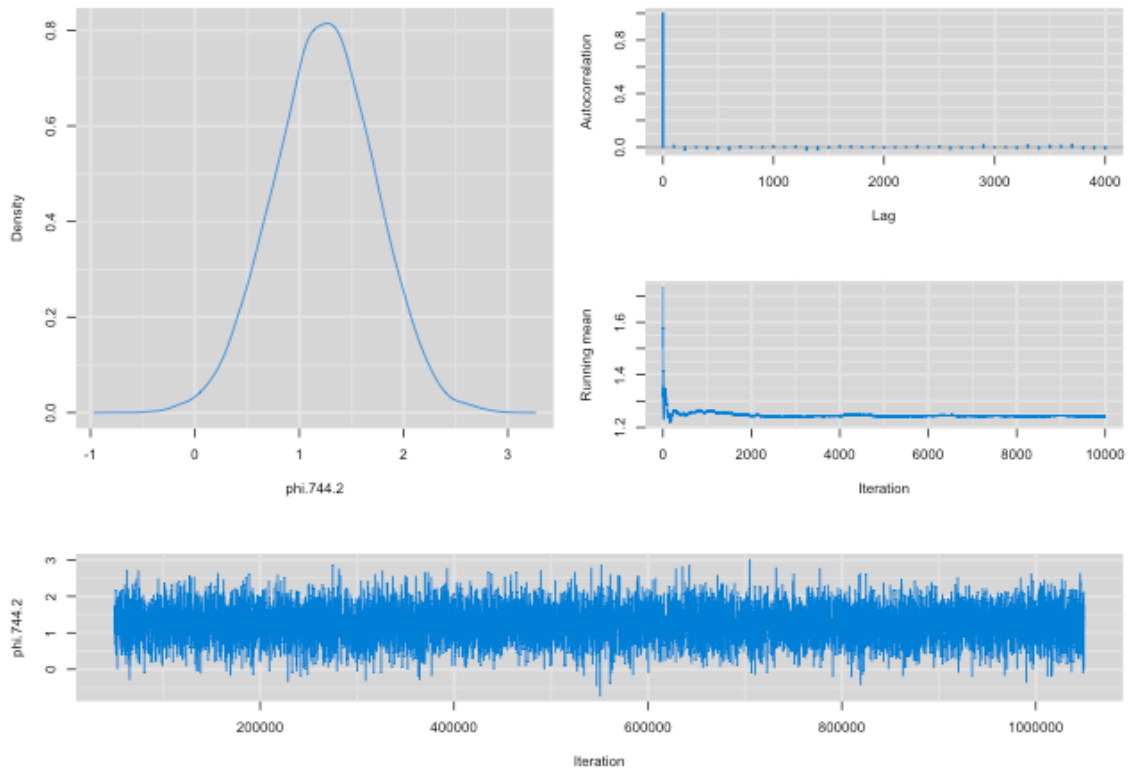 Density
0.0
0.2
0.4
0.6
0.8
-1 0 1 2 3
phi.744.2
Autocorrelation
0.0
0.4
0.8
0 1000 2000 3000 4000
Lag
Running mean
1.2
1.4
1.6
0 2000 4000 6000 8000 10000
Iteration
phi.744.2
0
1
2
3
200000 400000 600000 800000 1000000
Iteration